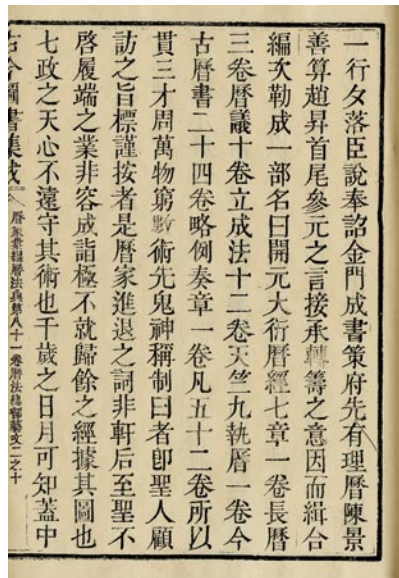 一行夕落臣說奉詔金門成書策府先有理曆陳景
善算趙昇首尾參元之言接承轉籌之意因而緝合
編次勒成一部名曰開元大衍曆經七章一卷長曆
三卷曆議十卷立成法十二卷天竺九執曆一卷今
古曆書二十四卷略例奏章一卷凡五十二卷所以
貫三才周萬物窮數術先鬼神稱制曰者卽聖人顧
訪之旨標謹按者是曆家進退之詞非軒后至聖不
啓履端之業非容成詣極不就歸餘之經據其圖也
七政之天心不遠守其術也千歲之日月可知蓋中
古今圖書集成 曆象彙編曆法典第八十一卷曆法總部藝文二之十